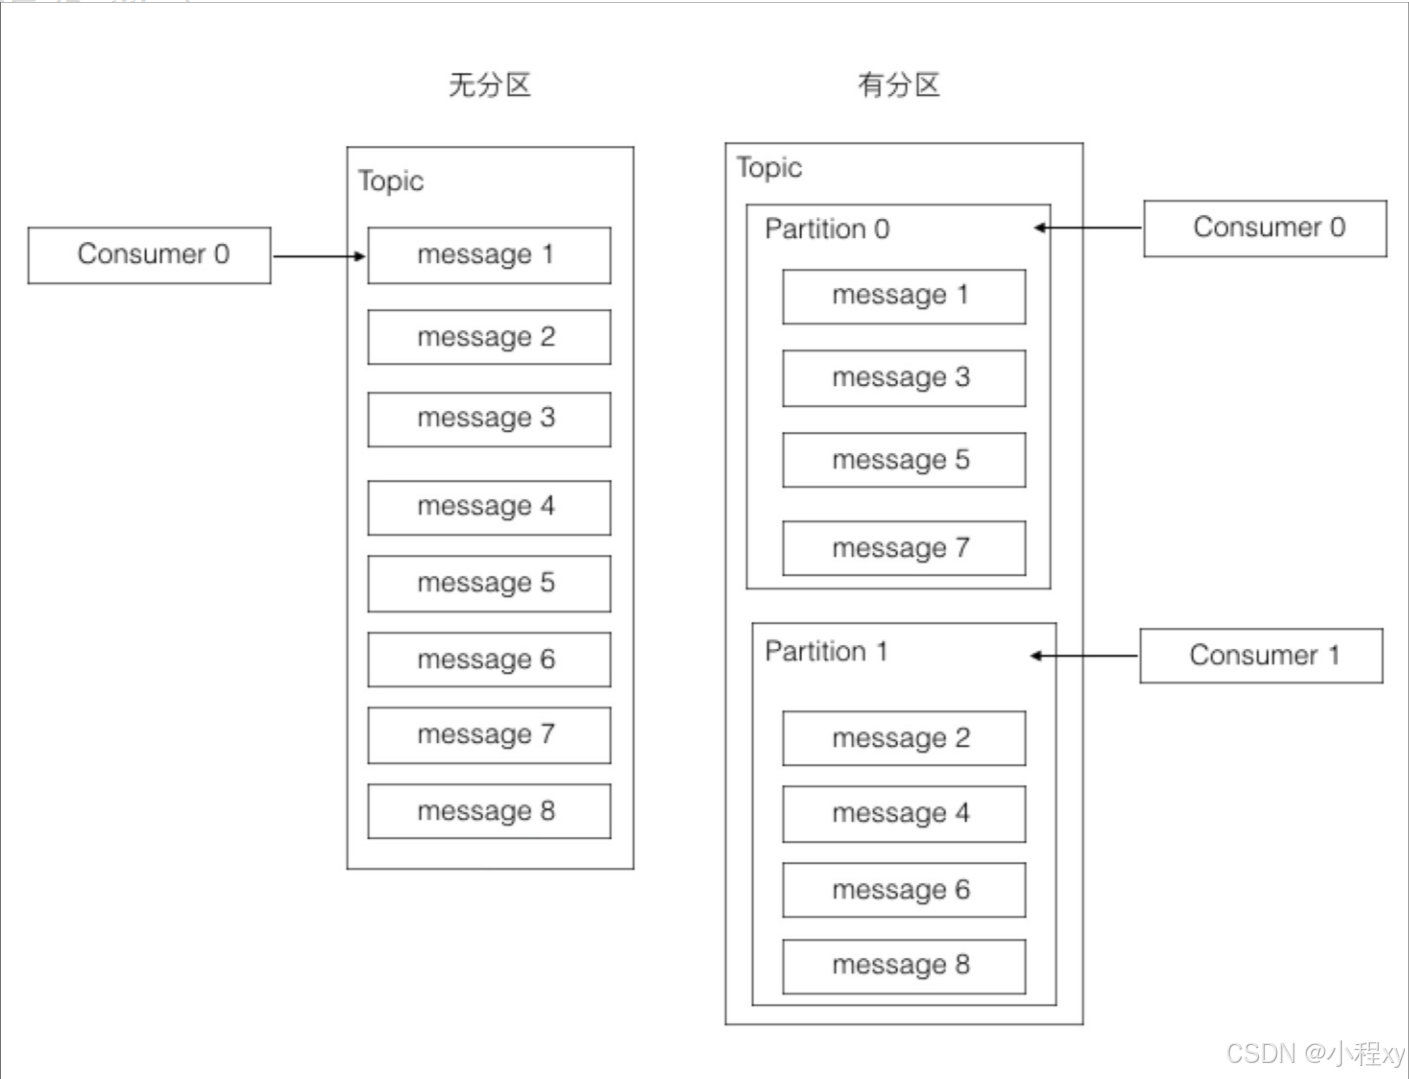 无分区
Topic
Consumer 0
message 1
message 2
message 3
message 4
message 5
message 6
message 7
message 8
有分区
Topic
Partition 0
Consumer 0
message 1
message 3
message 5
message 7
Partition 1
Consumer 1
message 2
message 4
message 6
message 8
CSDN @小程xy